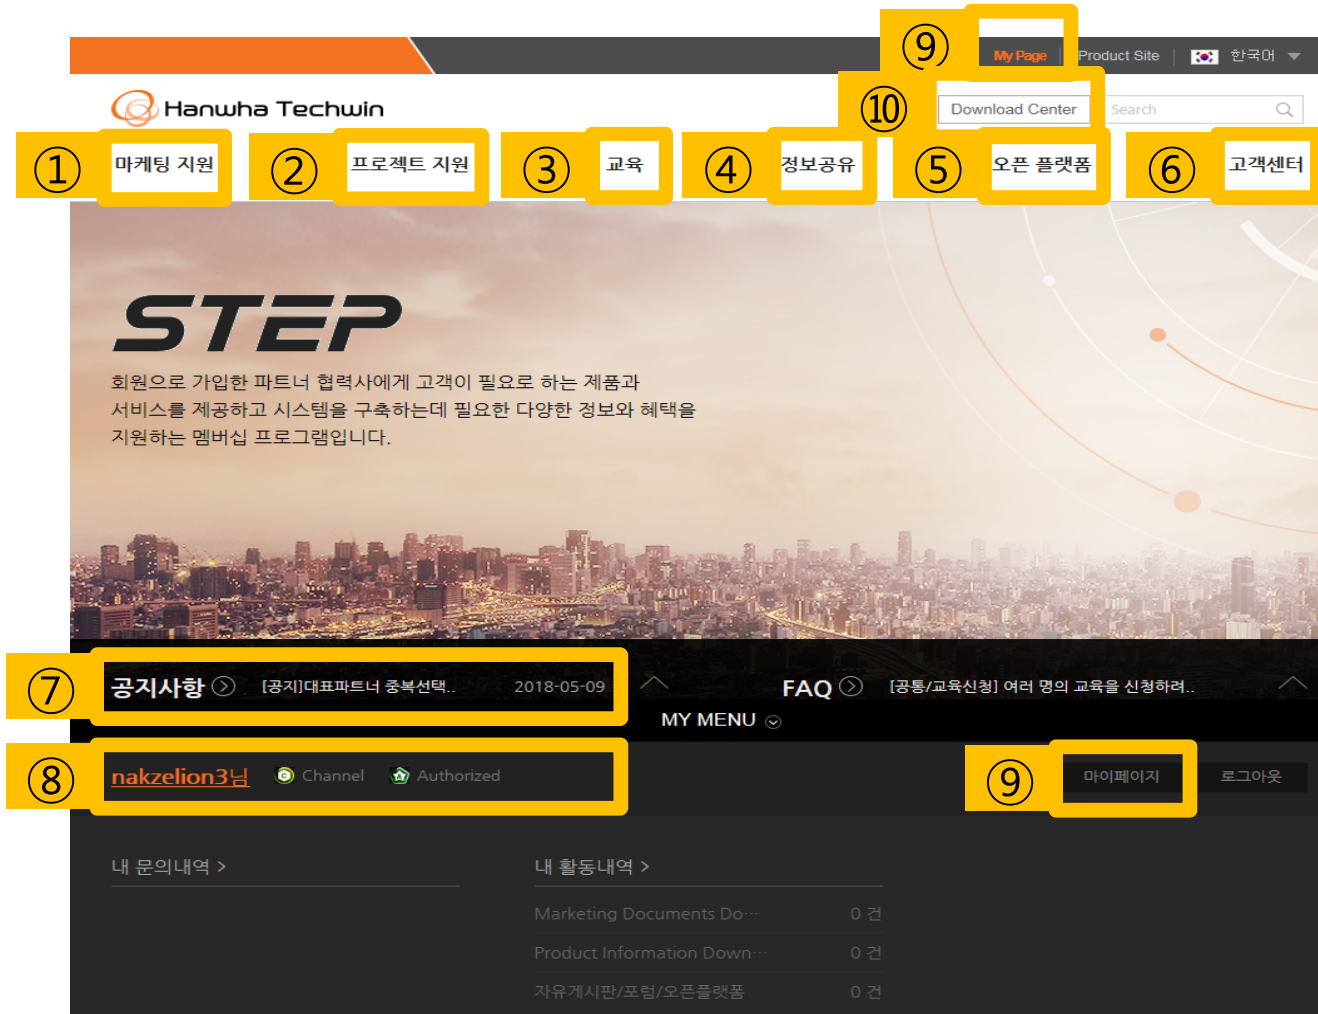 ⑨ My Page Product Site 한국어
Hanwha Techwin ⑩ Download Center Search
① 마케팅 지원 ② 프로젝트 지원 ③ 교육 ④ 정보공유 ⑤ 오픈 플랫폼 ⑥ 고객센터
STEP
회원으로 가입한 파트너 협력사에게 고객이 필요로 하는 제품과
서비스를 제공하고 시스템을 구축하는데 필요한 다양한 정보와 혜택을
지원하는 멤버십 프로그램입니다.
⑦ 공지사항 [공지]대표파트너 중복선택.. 2018-05-09 FAQ [공통/교육신청] 여러 명의 교육을 신청하려..
MY MENU
⑧ nakzelion3님 Channel Authorized ⑨ 마이페이지 로그아웃
내 문의내역 > 내 활동내역 >
Marketing Documents Do··· 0 건
Product Information Down··· 0 건
자유게시판/포럼/오픈플랫폼 0 건